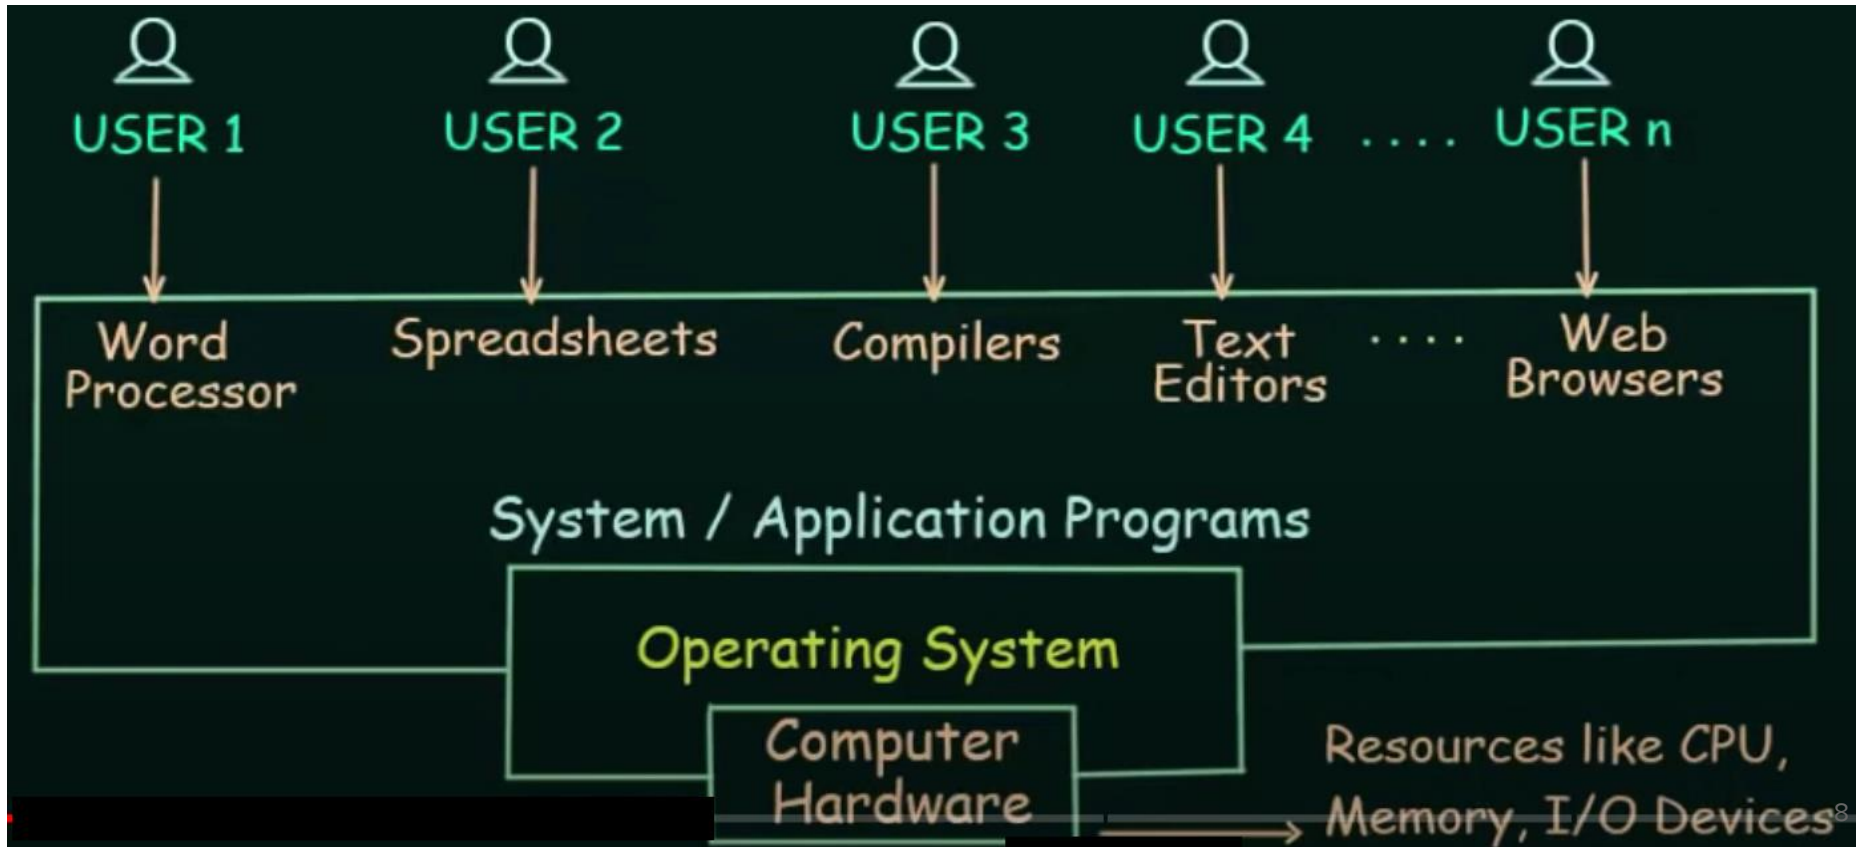 USER 1
USER 2
USER 3
USER 4
. . . .
USER n
Word
Processor
Spreadsheets
Compilers
Text
Editors
. . . .
Web
Browsers
System / Application Programs
Operating System
Computer
Hardware
Resources like CPU,
Memory, I/O Devices
8